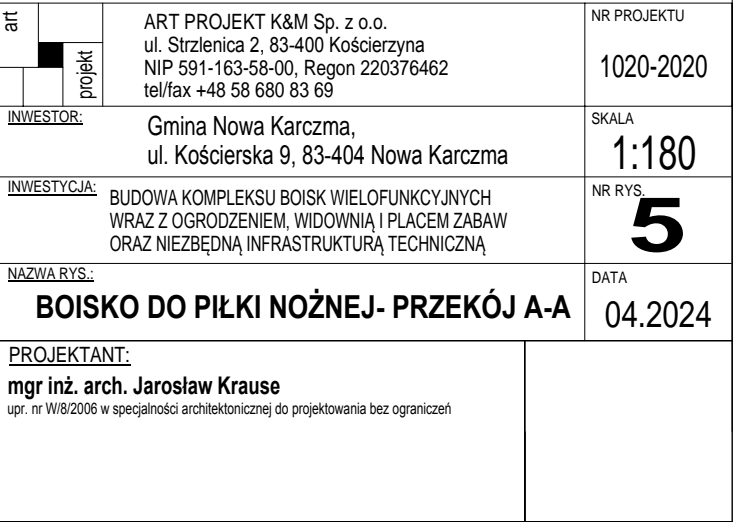 art
projekt
ART PROJEKT K&M Sp. z o.o.
ul. Strzlenica 2, 83-400 Kościerzyna
NIP 591-163-58-00, Regon 220376462
tel/fax +48 58 680 83 69
NR PROJEKTU
1020-2020
INWESTOR:
Gmina Nowa Karczma,
ul. Kościerska 9, 83-404 Nowa Karczma
SKALA
1:180
INWESTYCJA:
BUDOWA KOMPLEKSU BOISK WIELOFUNKCYJNYCH
WRAZ Z OGRODZENIEM, WIDOWNIĄ I PLACEM ZABAW
ORAZ NIEZBĘDNĄ INFRASTRUKTURĄ TECHNICZNĄ
NR RYS.
5
NAZWA RYS.:
BOISKO DO PIŁKI NOŻNEJ- PRZEKÓJ A-A
DATA
04.2024
PROJEKTANT:
mgr inż. arch. Jarosław Krause
upr. nr W/8/2006 w specjalności architektonicznej do projektowania bez ograniczeń